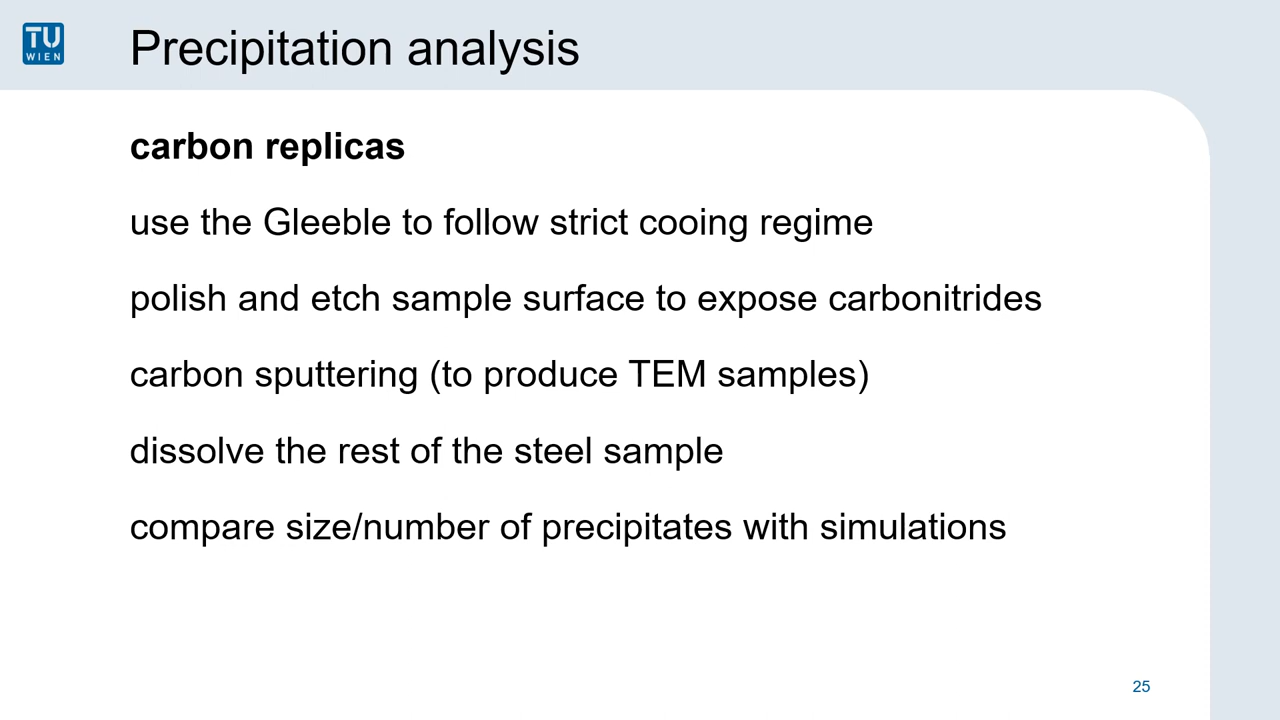 TU
WIEN
Precipitation analysis
carbon replicas
use the Gleeble to follow strict cooing regime
polish and etch sample surface to expose carbonitrides
carbon sputtering (to produce TEM samples)
dissolve the rest of the steel sample
compare size/number of precipitates with simulations
25